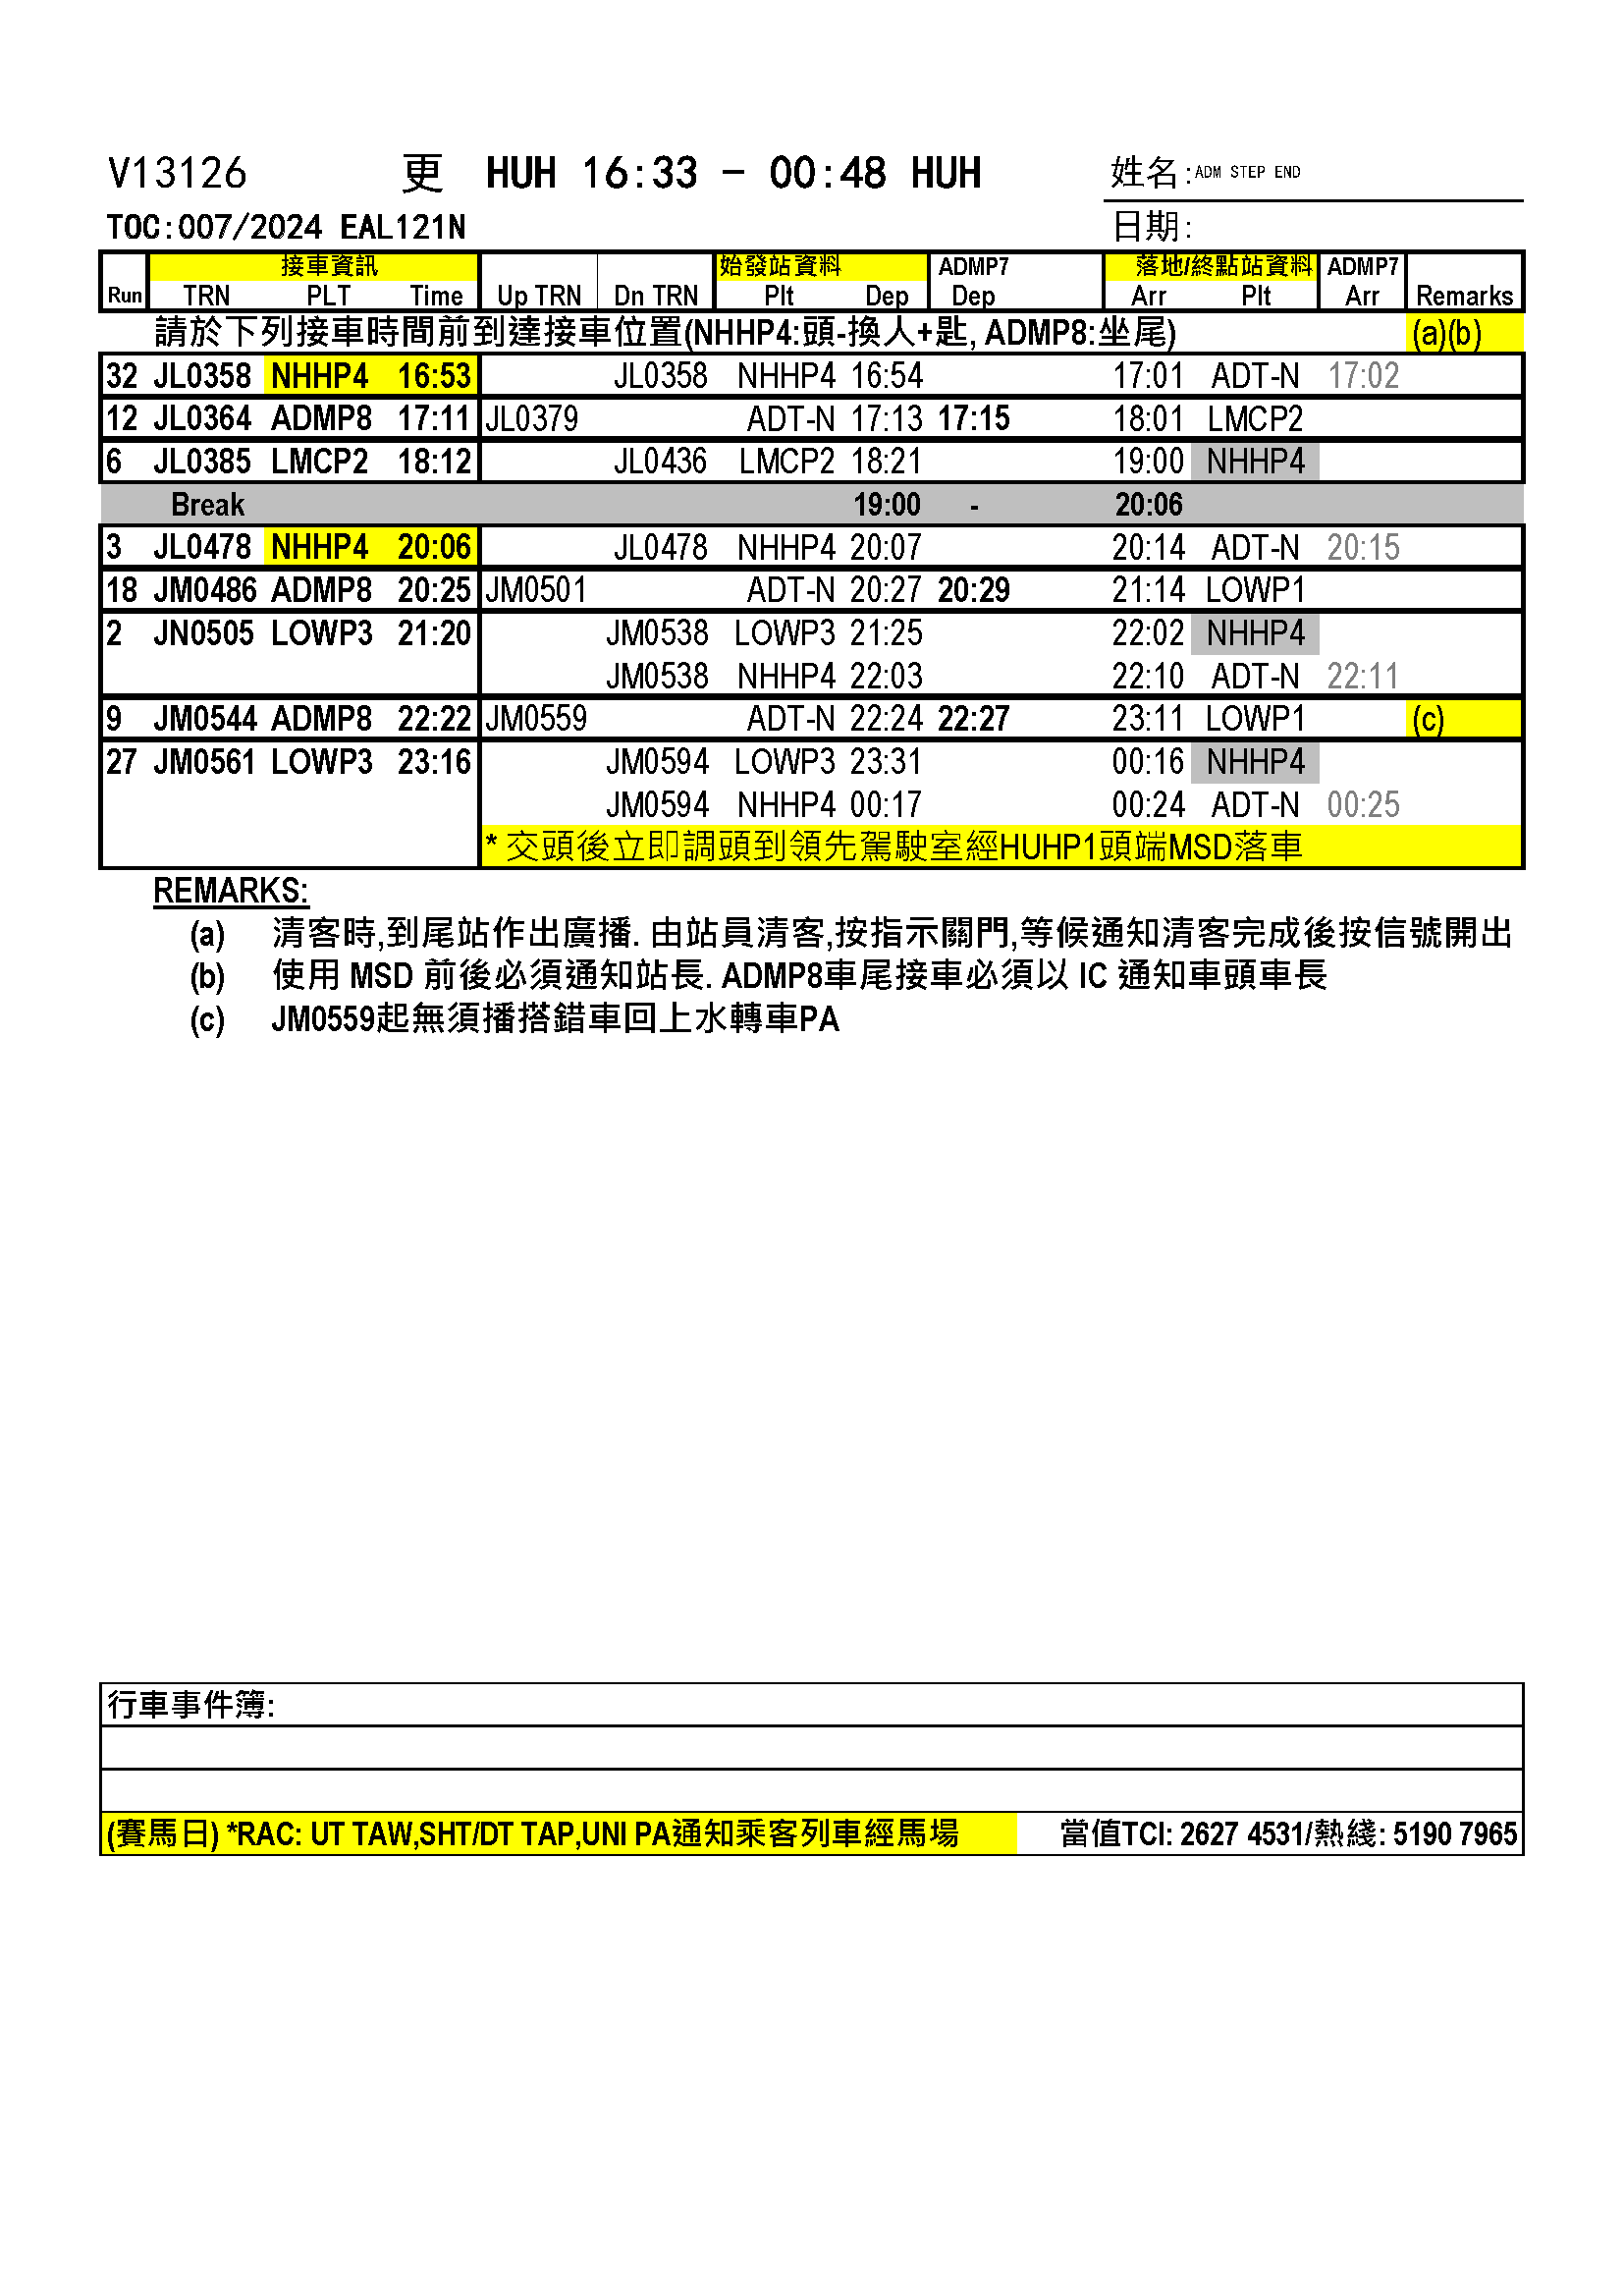 V13126 更 HUH 16:33 - 00:48 HUH 姓名:ADM STEP END
TOC:007/2024 EAL121N 日期:
接車資訊 始發站資料 ADMP7 落地/終點站資料 ADMP7
Run TRN PLT Time Up TRN Dn TRN Plt Dep Dep Arr Plt Arr Remarks
請於下列接車時間前到達接車位置(NHHP4:頭-換人+匙, ADMP8:坐尾) (a)(b)
32 JL0358 NHHP4 16:53 JL0358 NHHP4 16:54 17:01 ADT-N 17:02
12 JL0364 ADMP8 17:11 JL0379 ADT-N 17:13 17:15 18:01 LMCP2
6 JL0385 LMCP2 18:12 JL0436 LMCP2 18:21 19:00 NHHP4
Break 19:00 - 20:06
3 JL0478 NHHP4 20:06 JL0478 NHHP4 20:07 20:14 ADT-N 20:15
18 JM0486 ADMP8 20:25 JM0501 ADT-N 20:27 20:29 21:14 LOWP1
2 JN0505 LOWP3 21:20 JM0538 LOWP3 21:25 22:02 NHHP4
JM0538 NHHP4 22:03 22:10 ADT-N 22:11
9 JM0544 ADMP8 22:22 JM0559 ADT-N 22:24 22:27 23:11 LOWP1 (c)
27 JM0561 LOWP3 23:16 JM0594 LOWP3 23:31 00:16 NHHP4
JM0594 NHHP4 00:17 00:24 ADT-N 00:25
* 交頭後立即調頭到領先駕駛室經HUHP1頭端MSD落車
REMARKS:
(a) 清客時,到尾站作出廣播. 由站員清客,按指示關門,等候通知清客完成後按信號開出
(b) 使用 MSD 前後必須通知站長. ADMP8車尾接車必須以 IC 通知車頭車長
(c) JM0559起無須播搭錯車回上水轉車PA
行車事件簿:
(賽馬日) *RAC: UT TAW,SHT/DT TAP,UNI PA通知乘客列車經馬場 當值TCI: 2627 4531/熱綫: 5190 7965